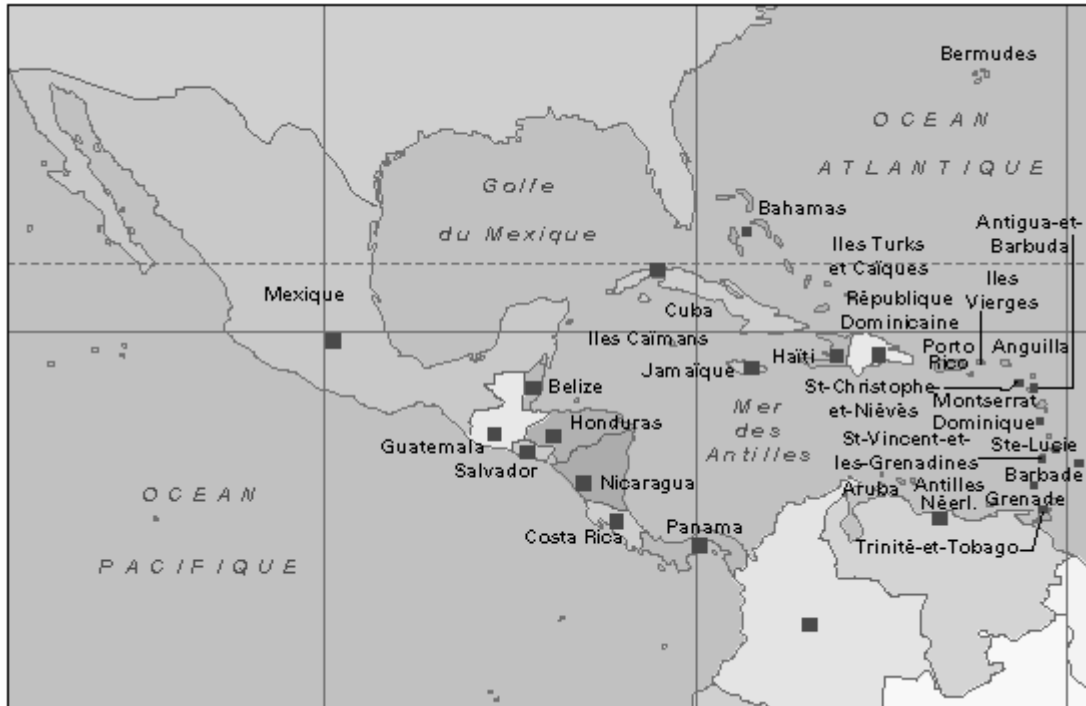 Bermudes
OCEAN
ATLANTIQUE
Golfe
du Mexique
Bahamas
Antigua-et-
Barbuda
Iles Turks
et Caïques
Iles
Vierges
Mexique
Cuba
République
Dominicaine
Iles Caïmans
Jamaïque
Haïti
Porto
Rico
Anguilla
Belize
St-Christophe
et-Niévès
Montserrat
Mer
des
Antilles
Dominique
Guatemala
Honduras
Salvador
St-Vincent-et-
les-Grenadines
Ste-Lucie
Barbade
Nicaragua
Aruba
Antilles
Néerl.
Grenade
OCEAN
PACIFIQUE
Costa Rica
Panama
Trinité-et-Tobago